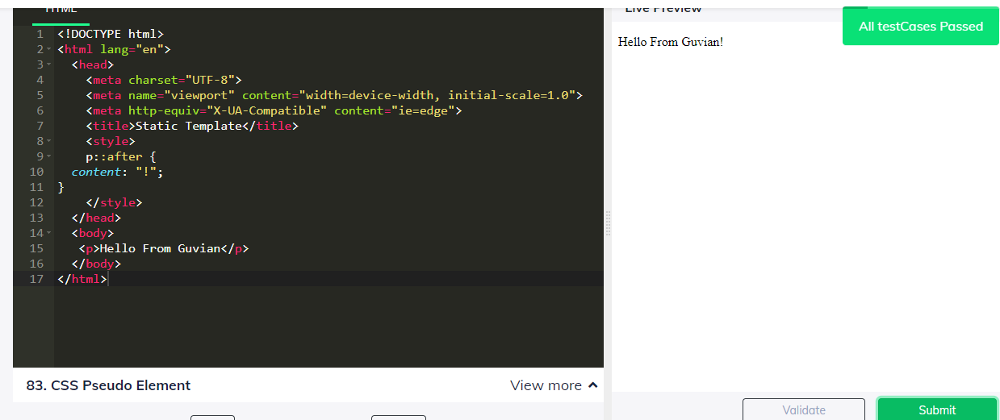 HTML
1 <!DOCTYPE html>
2 <html lang="en">
3 <head>
4 <meta charset="UTF-8">
5 <meta name="viewport" content="width=device-width, initial-scale=1.0">
6 <meta http-equiv="X-UA-Compatible" content="ie=edge">
7 <title>Static Template</title>
8 <style>
9 p::after {
10 content: "!";
11 }
12 </style>
13 </head>
14 <body>
15 <p>Hello From Guvian</p>
16 </body>
17 </html>
83. CSS Pseudo Element
View more
Live Preview
All testCases Passed
Hello From Guvian!
Validate
Submit